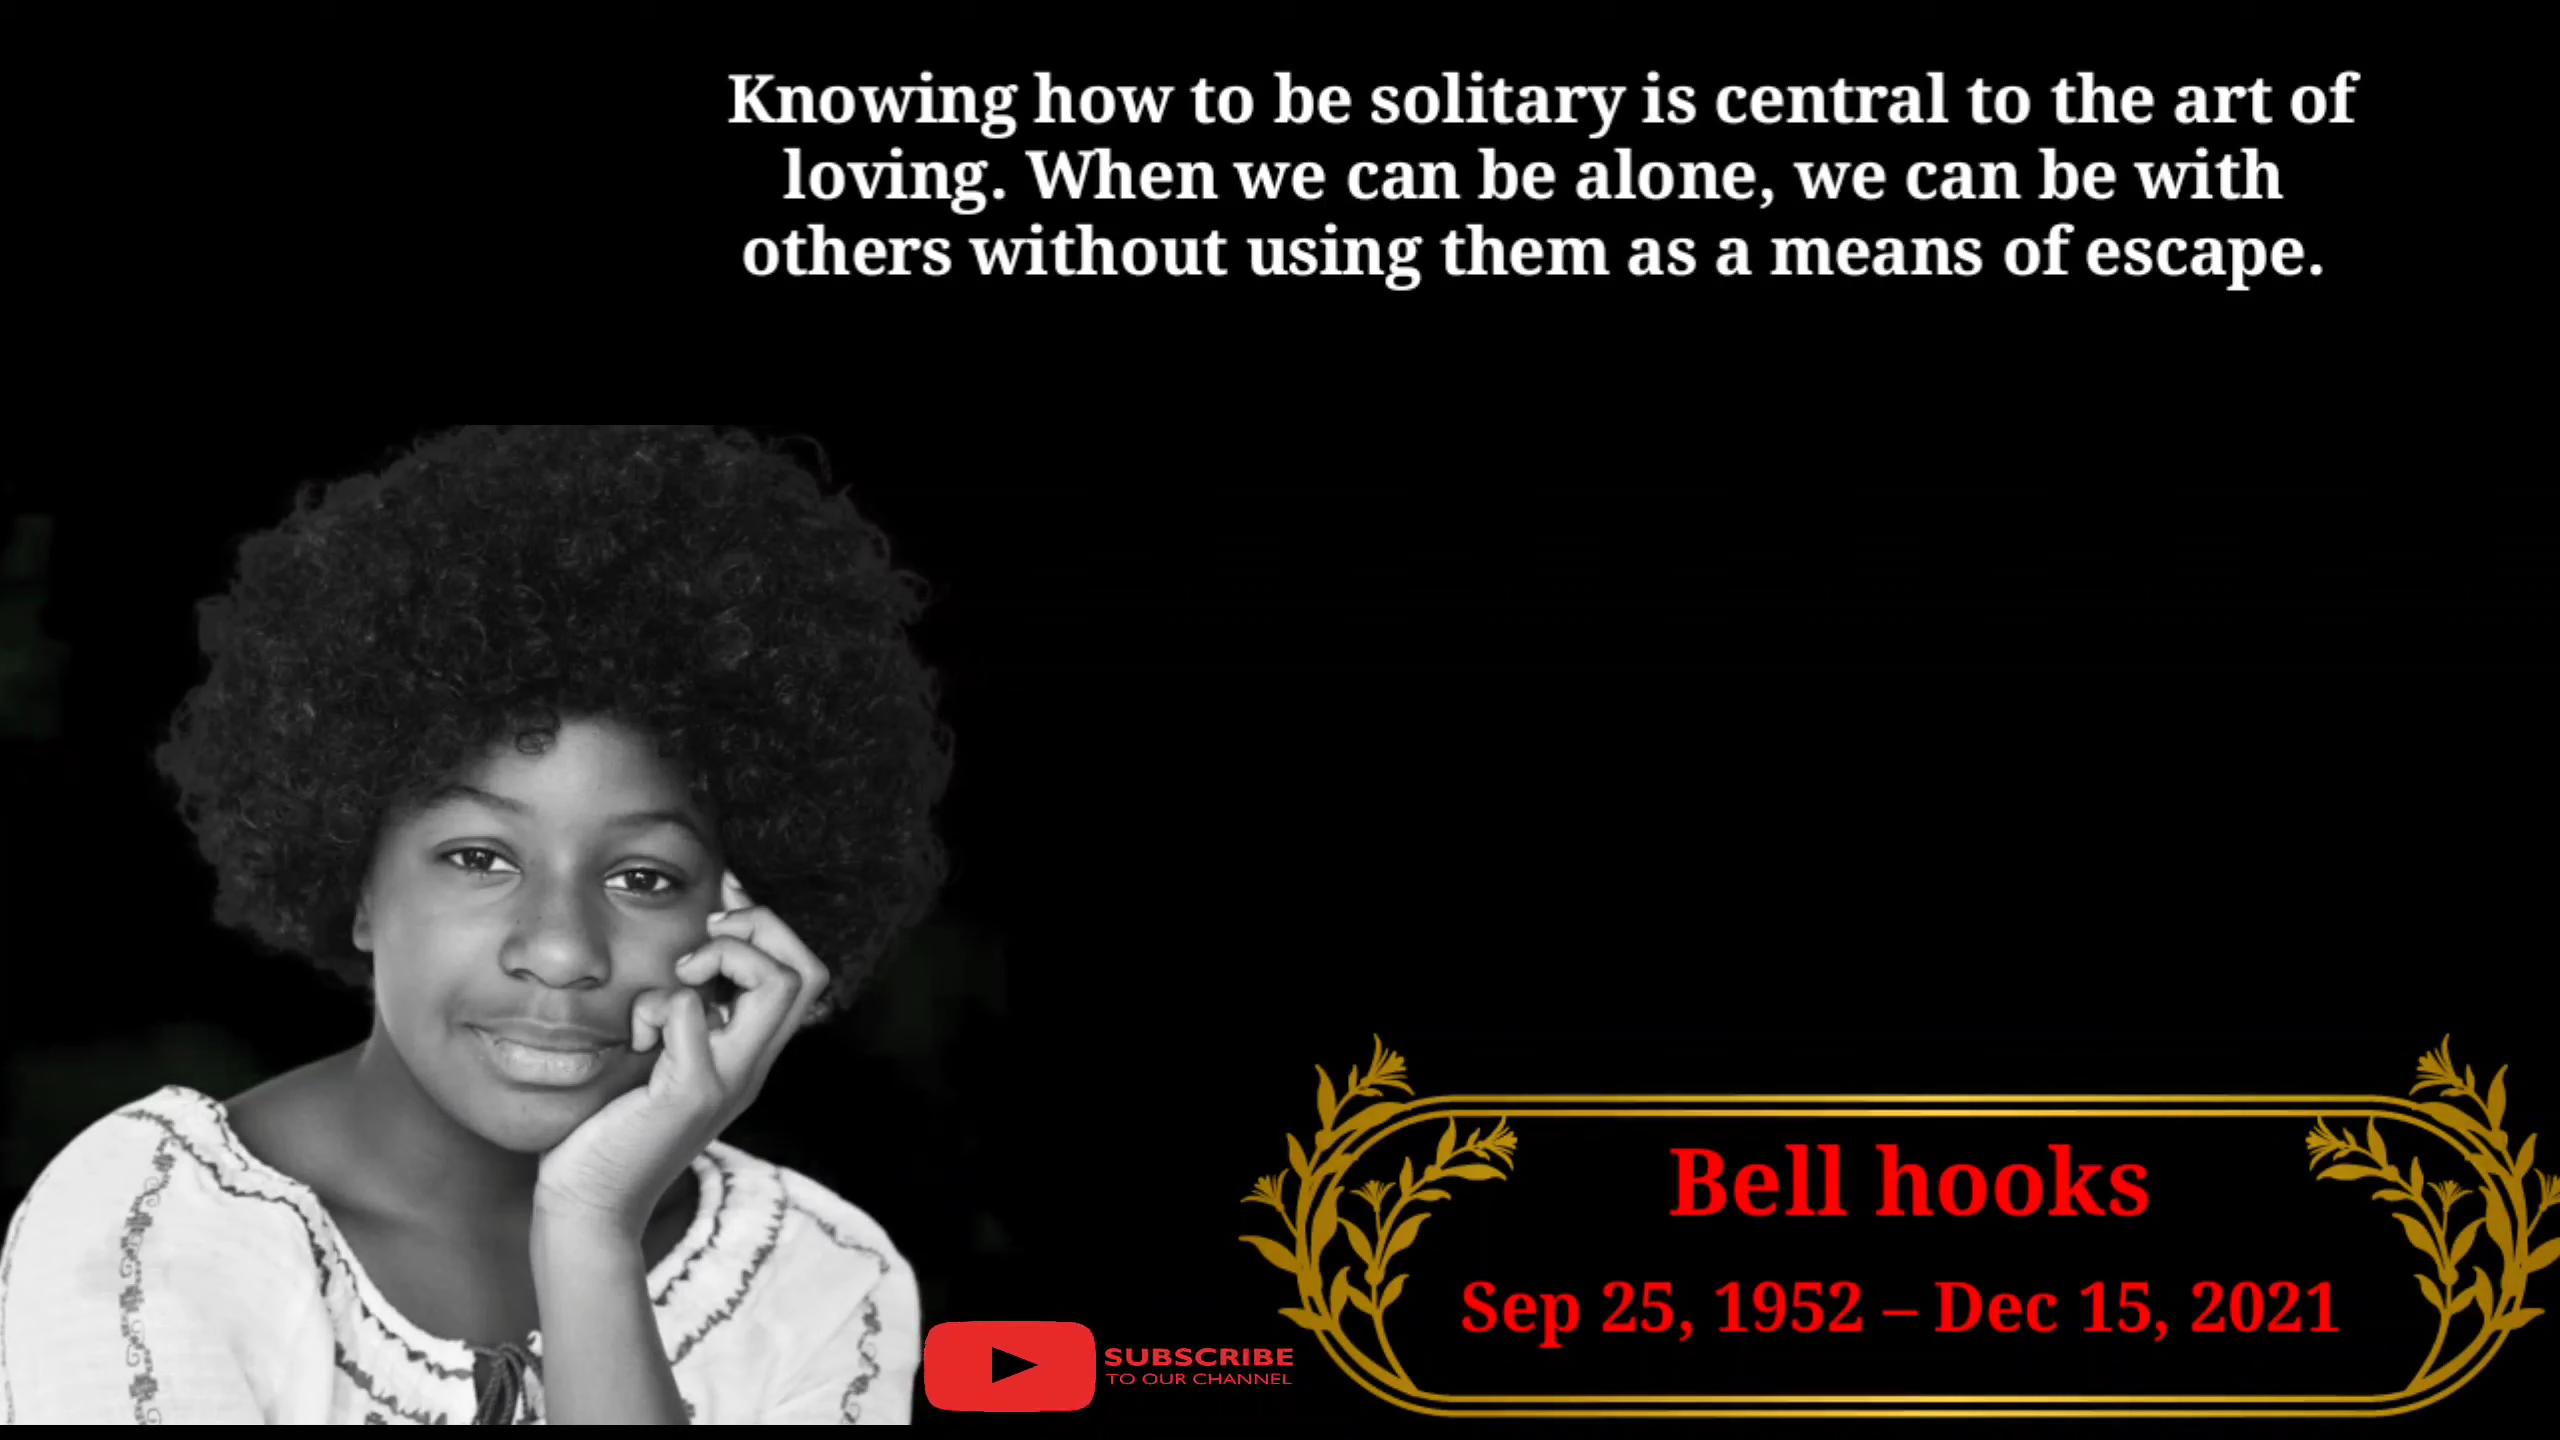 Knowing how to be solitary is central to the art of
loving. When we can be alone, we can be with
others without using them as a means of escape.
Bell hooks
Sep 25, 1952 – Dec 15, 2021
SUBSCRIBE
TO OUR CHANNEL